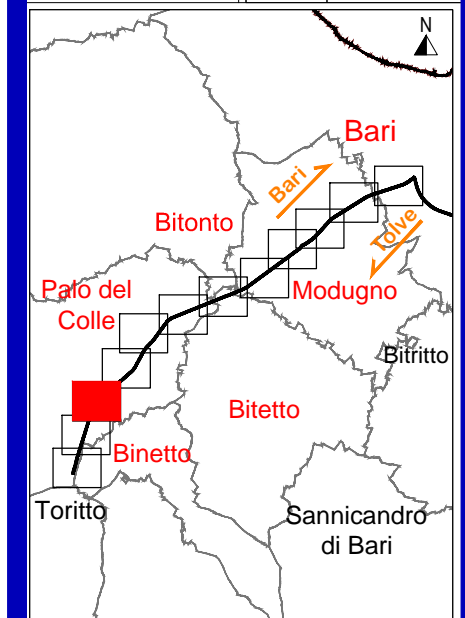 N
Bari
Bari
Tolve
Bitonto
Palo del
Colle
Modugno
Bitritto
Bitetto
Binetto
Toritto
Sannicandro
di Bari